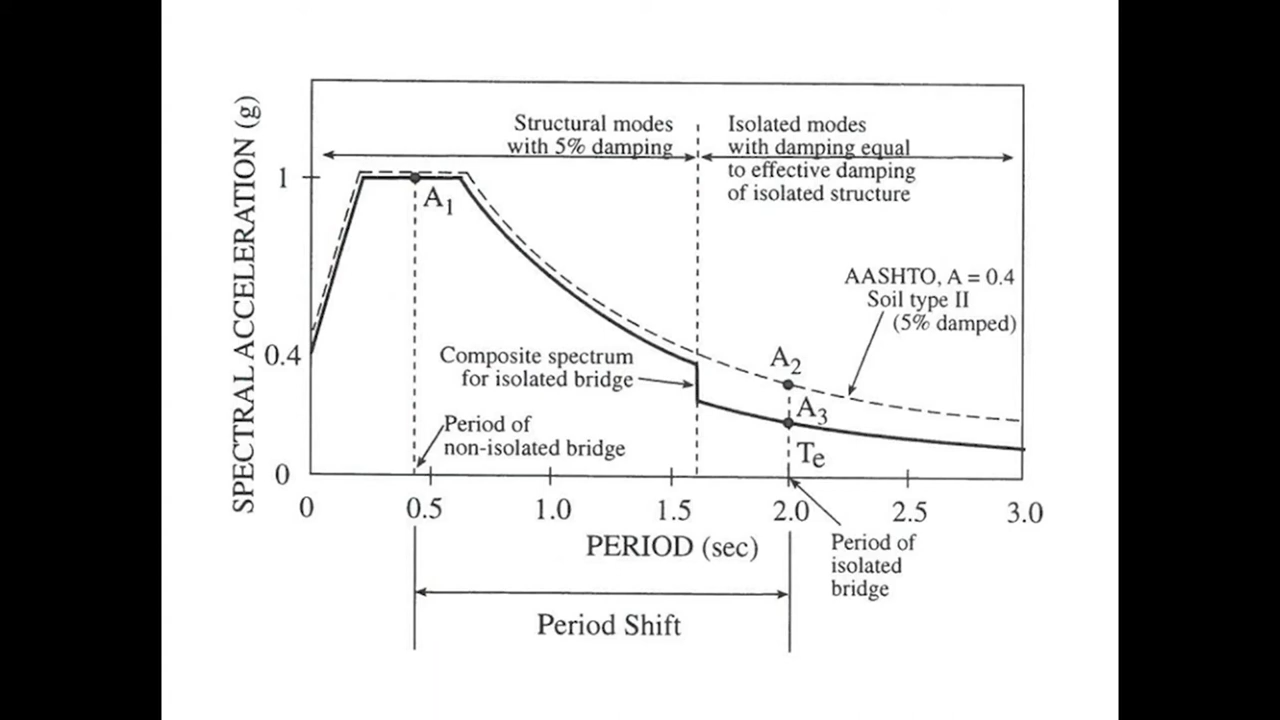 SPECTRAL ACCELERATION (g)
Structural modes
with 5% damping
Isolated modes
with damping equal
to effective damping
of isolated structure
1
A1
AASHTO, A = 0.4
Soil type II
(5% damped)
0.4
Composite spectrum
for isolated bridge
A2
A3
Period of
non-isolated bridge
Te
0
0 0.5 1.0 1.5 2.0 2.5 3.0
PERIOD (sec)
Period of
isolated
bridge
Period Shift